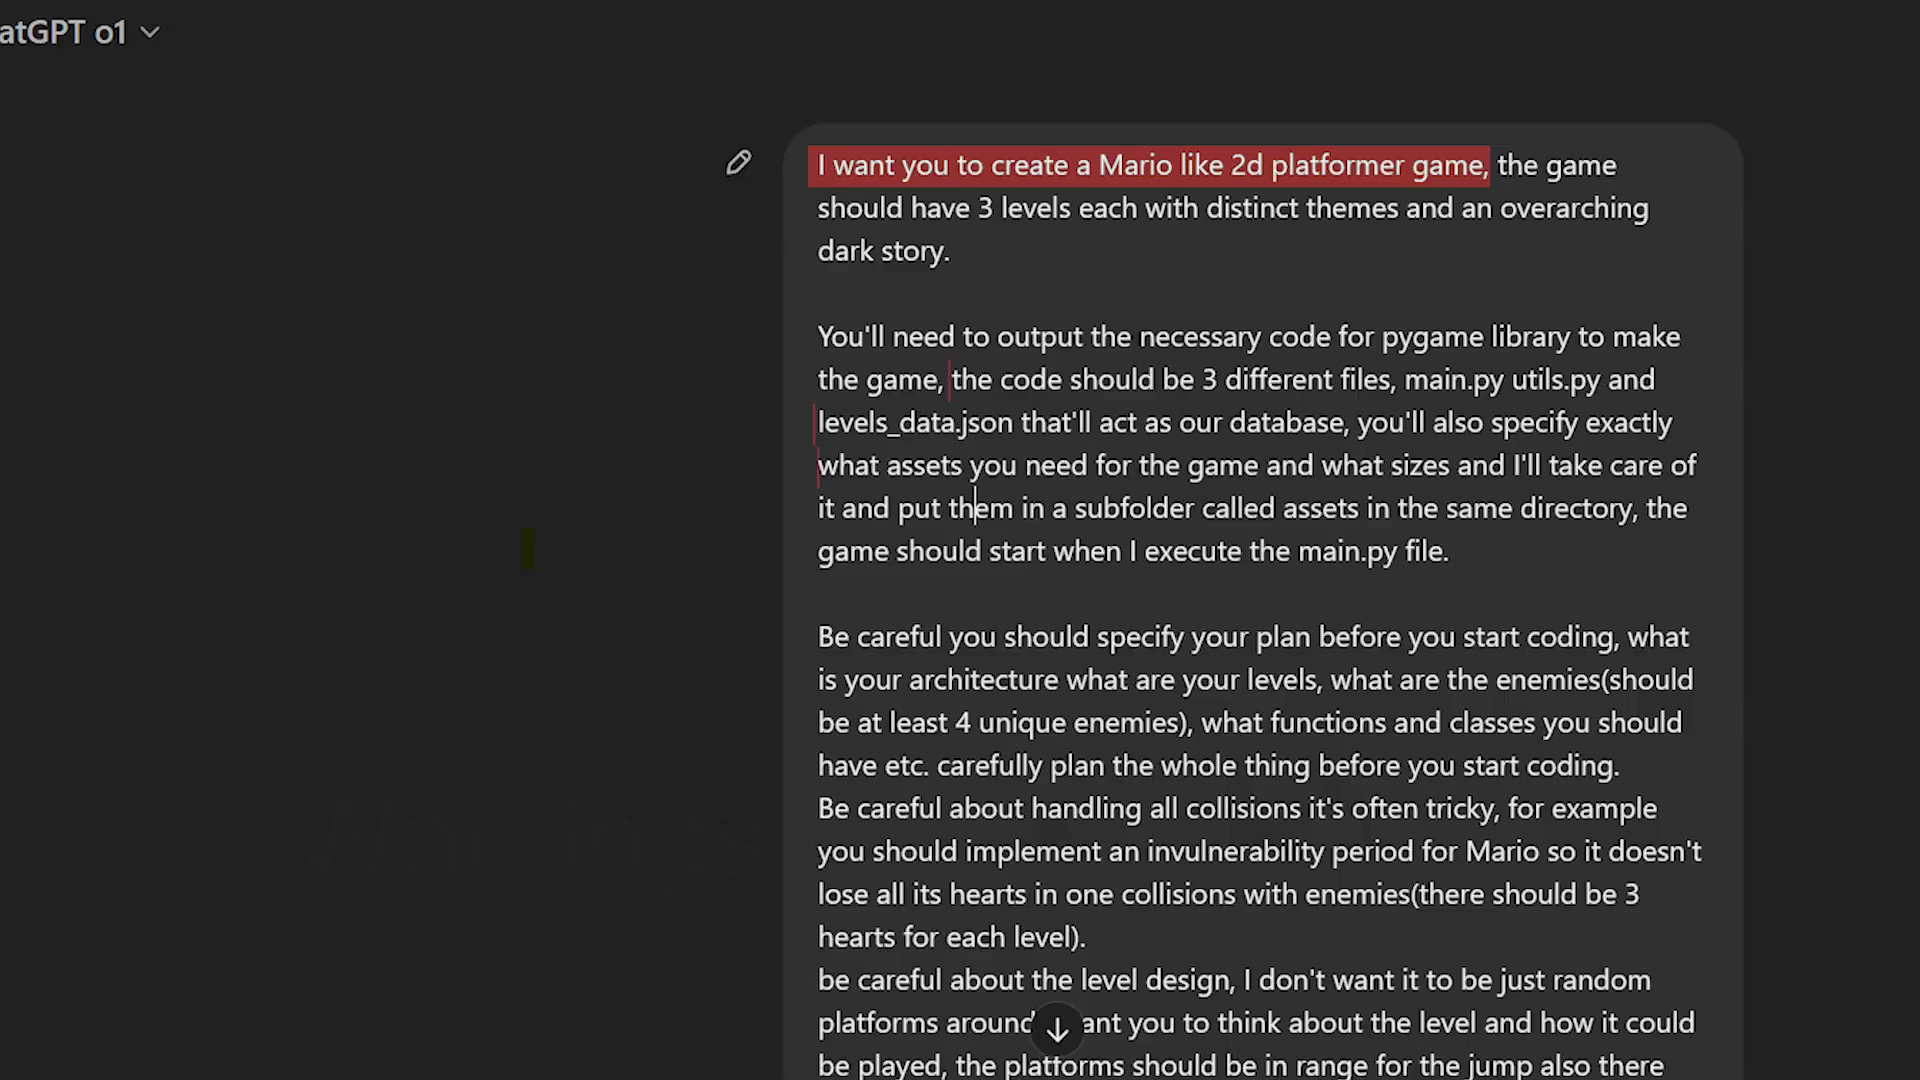 atGPT o1
I want you to create a Mario like 2d platformer game, the game
should have 3 levels each with distinct themes and an overarching
dark story.
You'll need to output the necessary code for pygame library to make
the game, the code should be 3 different files, main.py utils.py and
levels_data.json that'll act as our database, you'll also specify exactly
what assets you need for the game and what sizes and I'll take care of
it and put them in a subfolder called assets in the same directory, the
game should start when I execute the main.py file.
Be careful you should specify your plan before you start coding, what
is your architecture what are your levels, what are the enemies(should
be at least 4 unique enemies), what functions and classes you should
have etc. carefully plan the whole thing before you start coding.
Be careful about handling all collisions it's often tricky, for example
you should implement an invulnerability period for Mario so it doesn't
lose all its hearts in one collisions with enemies(there should be 3
hearts for each level).
be careful about the level design, I don't want it to be just random
platforms around ant you to think about the level and how it could
be played, the platforms should be in range for the jump also there
Warnings